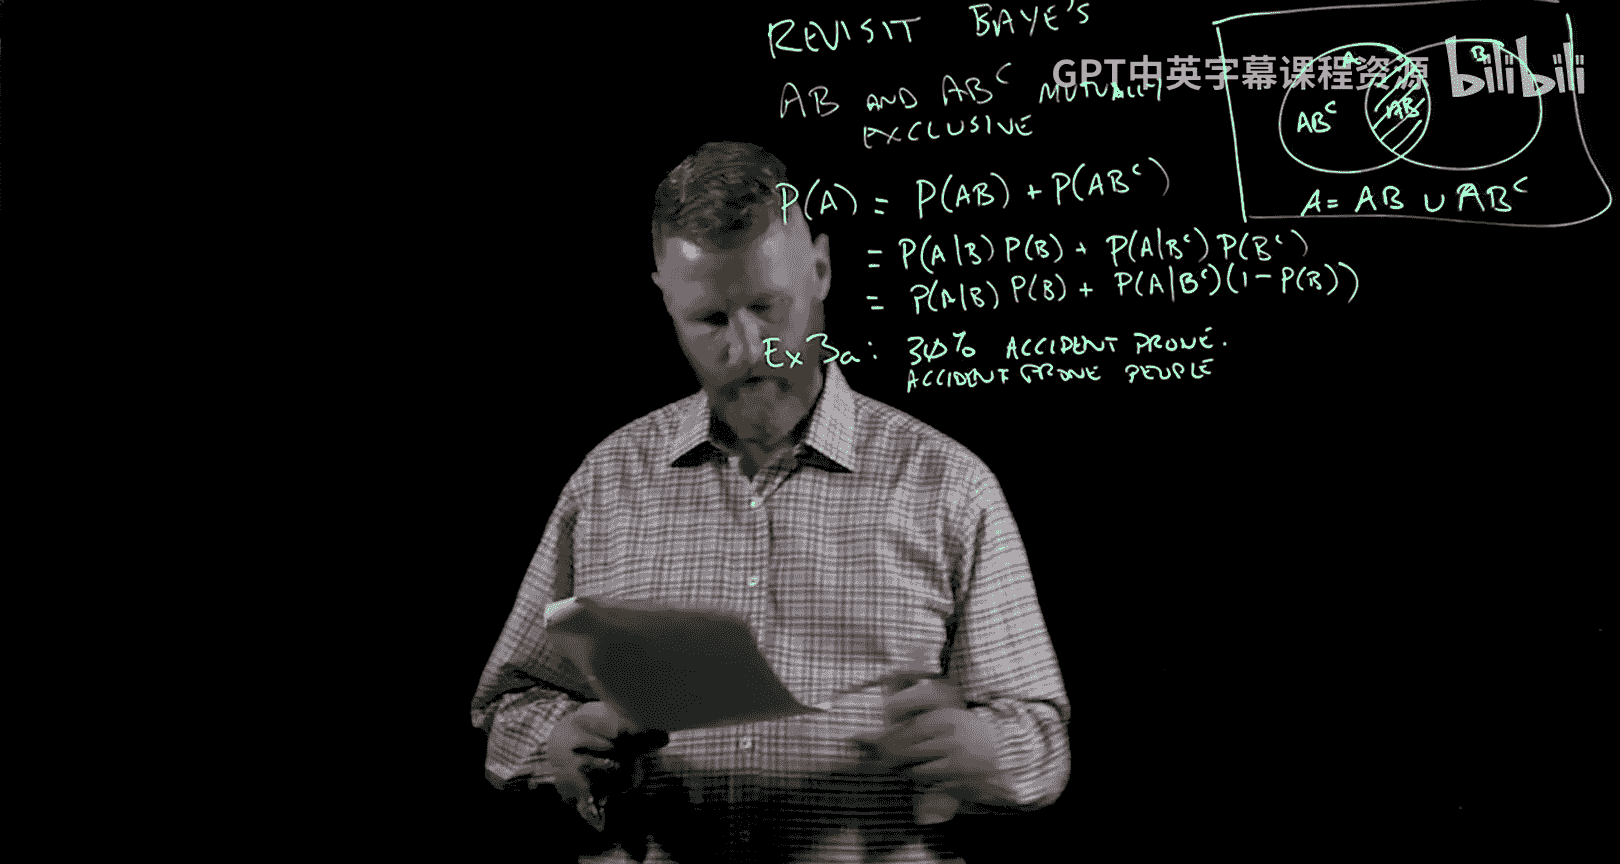 REVISIT BAYE'S
AB AND AB^C MUTUALLY
EXCLUSIVE
P(A) = P(AB) + P(AB^c)
= P(A|B) P(B) + P(A|B^c) P(B^c)
= P(A|B) P(B) + P(A|B^c)(1 - P(B))
Ex 3a: 30% ACCIDENT PRONE.
ACCIDENT PRONE PEOPLE
A
B
AB^C
AB
A = AB ∪ AB^C
GPT中英字幕课程资源
bilibili